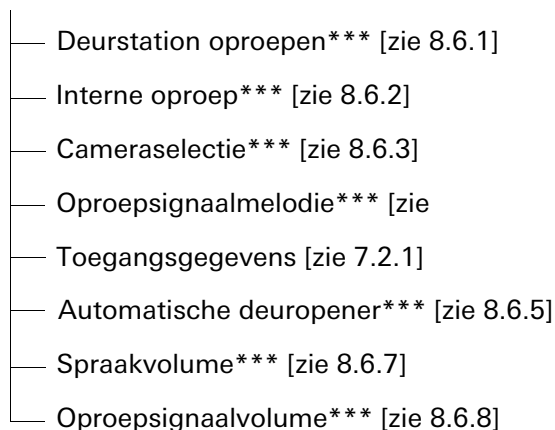 Deurstation oproepen*** [zie 8.6.1]
Interne oproep*** [zie 8.6.2]
Cameraselectie*** [zie 8.6.3]
Oproepsignaalmelodie*** [zie
Toegangsgegevens [zie 7.2.1]
Automatische deuropener*** [zie 8.6.5]
Spraakvolume*** [zie 8.6.7]
Oproepsignaalvolume*** [zie 8.6.8]